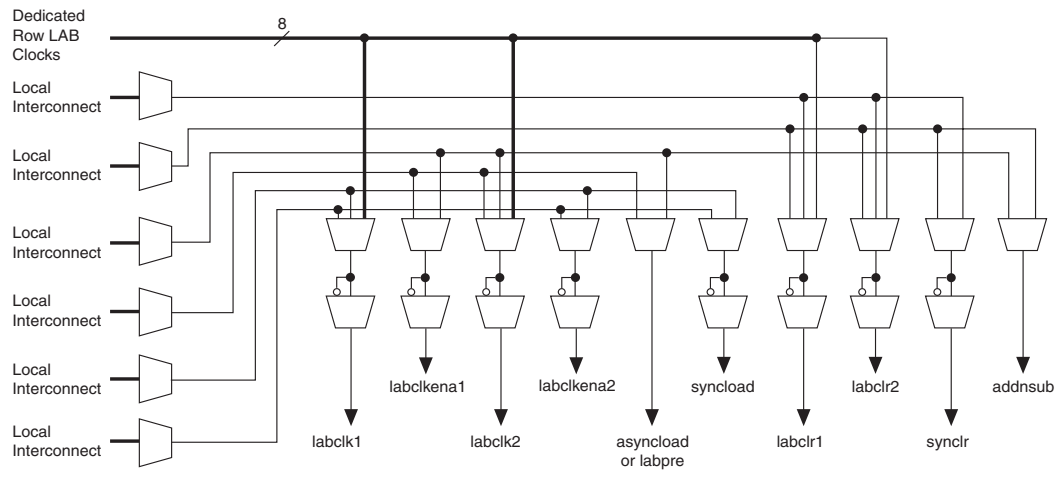 Dedicated
Row LAB
Clocks
8
Local
Interconnect
Local
Interconnect
Local
Interconnect
Local
Interconnect
Local
Interconnect
Local
Interconnect
labclkena1
labclkena2
syncload
labclr2
addnsub
labclk1
labclk2
asyncload
or labpre
labclr1
synclr